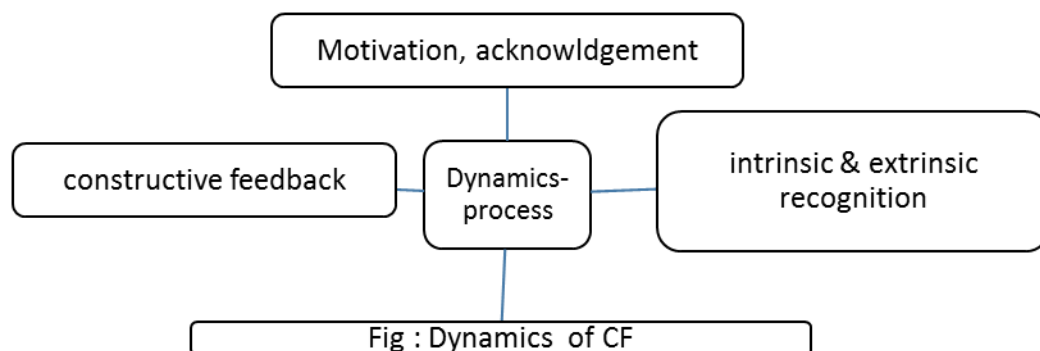 Motivation, acknowldgement
constructive feedback
Dynamics-
process
intrinsic & extrinsic
recognition
Fig : Dynamics of CF